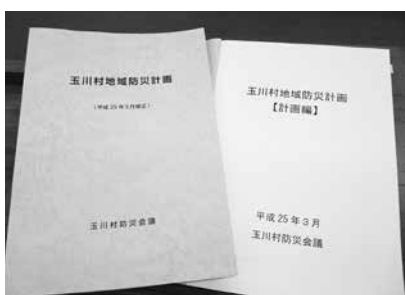 玉川村地域防災計画
(平成25年3月修正)
玉川村防災会議
玉川村地域防災計画
【計画編】
平成25年3月
玉川村防災会議